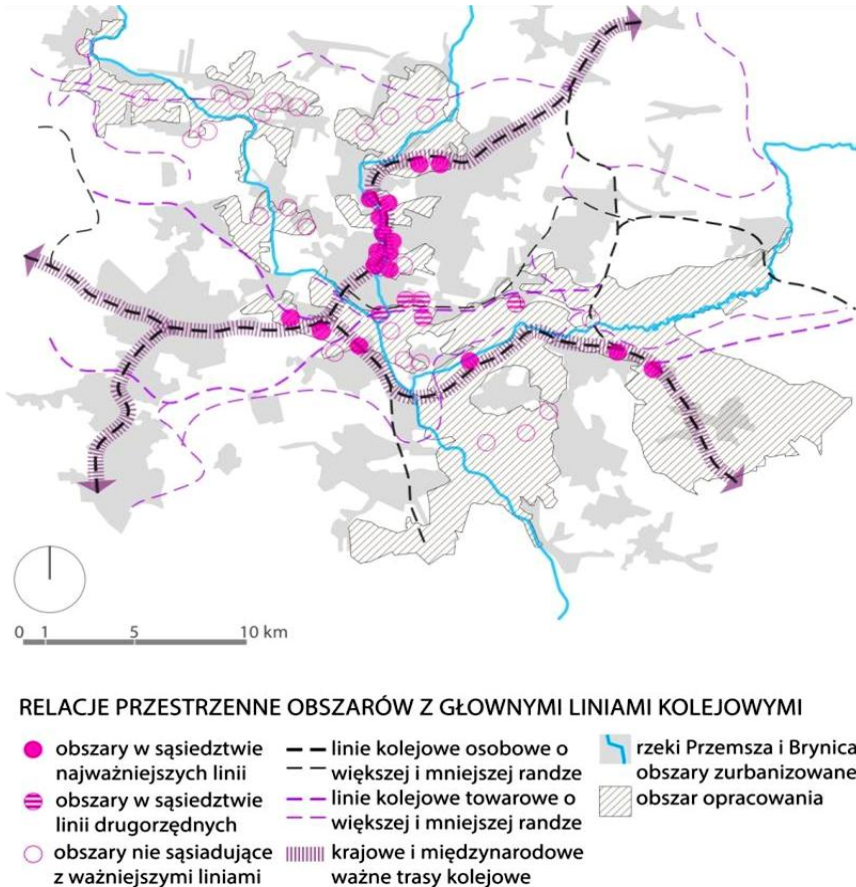 0 1 5 10 km
RELACJE PRZESTRZENNE OBSZARÓW Z GŁOWNYMI LINIAMI KOLEJOWYMI
obszary w sąsiedztwie
najważniejszych linii
obszary w sąsiedztwie
linii drugorzędnych
obszary nie sąsiadujące
z ważniejszymi liniami
linie kolejowe osobowe o
większej i mniejszej randze
linie kolejowe towarowe o
większej i mniejszej randze
krajowe i międzynarodowe
ważne trasy kolejowe
rzeki Przemsza i Brynica
obszary zurbanizowane
obszar opracowania